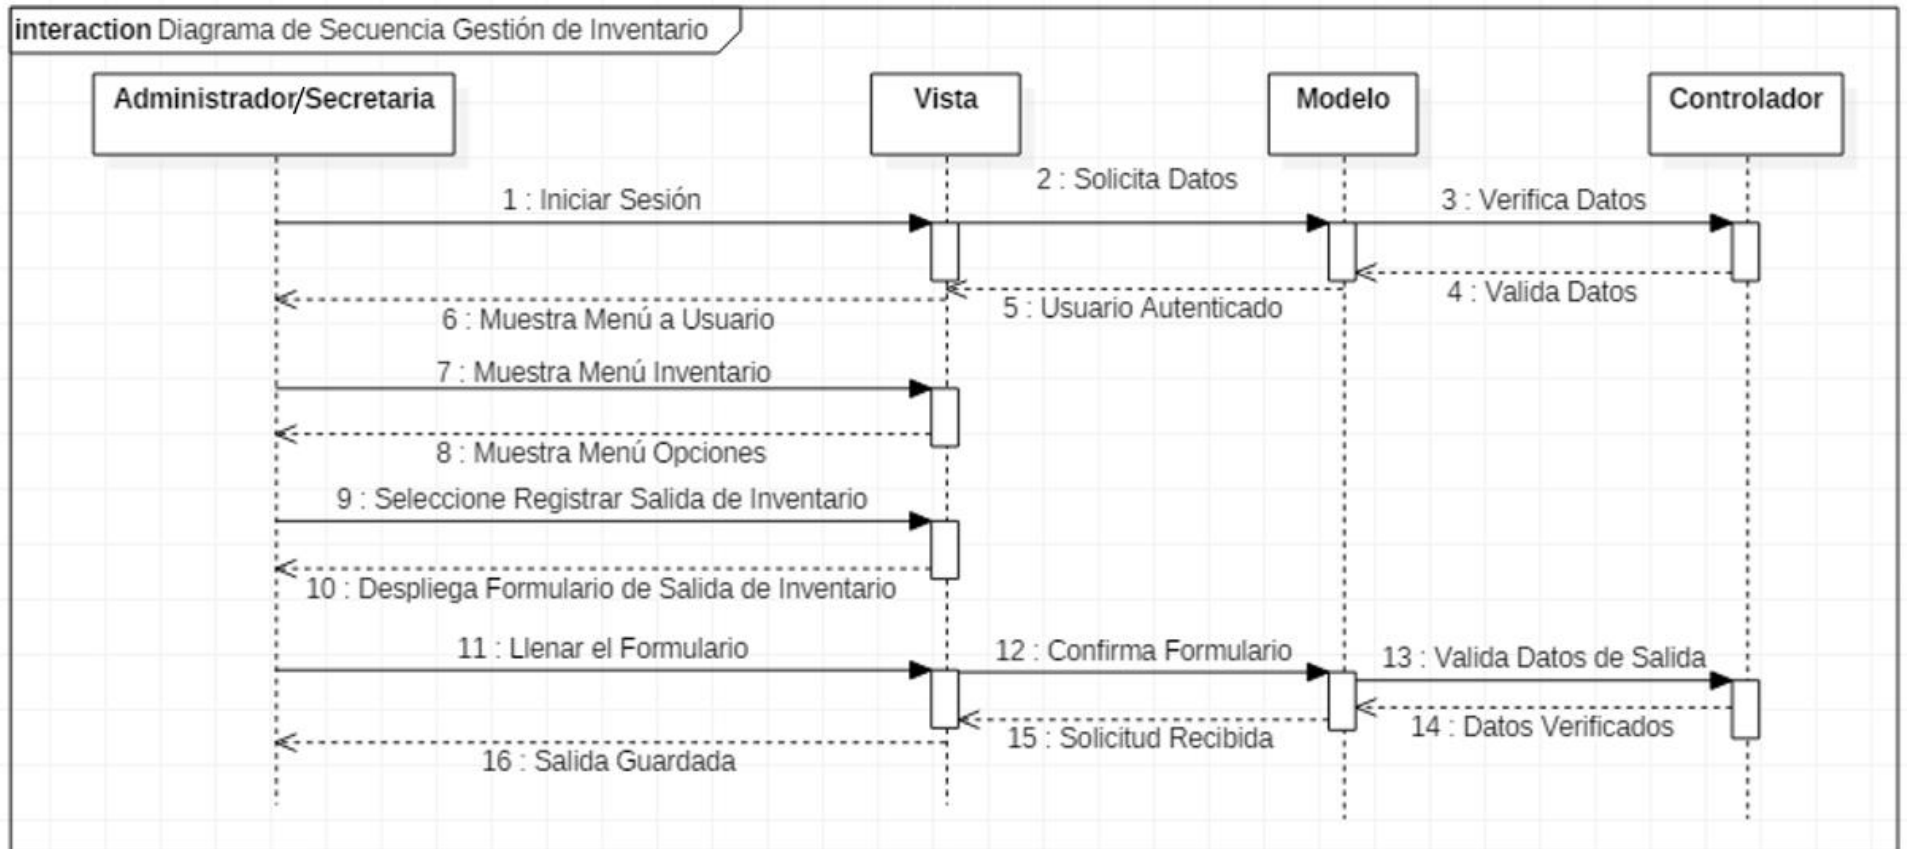 interaction Diagrama de Secuencia Gestión de Inventario
Administrador/Secretaria
Vista
Modelo
Controlador
1 : Iniciar Sesión
2 : Solicita Datos
3 : Verifica Datos
4 : Valida Datos
5 : Usuario Autenticado
6 : Muestra Menú a Usuario
7 : Muestra Menú Inventario
8 : Muestra Menú Opciones
9 : Seleccione Registrar Salida de Inventario
10 : Despliega Formulario de Salida de Inventario
11 : Llenar el Formulario
12 : Confirma Formulario
13 : Valida Datos de Salida
14 : Datos Verificados
15 : Solicitud Recibida
16 : Salida Guardada